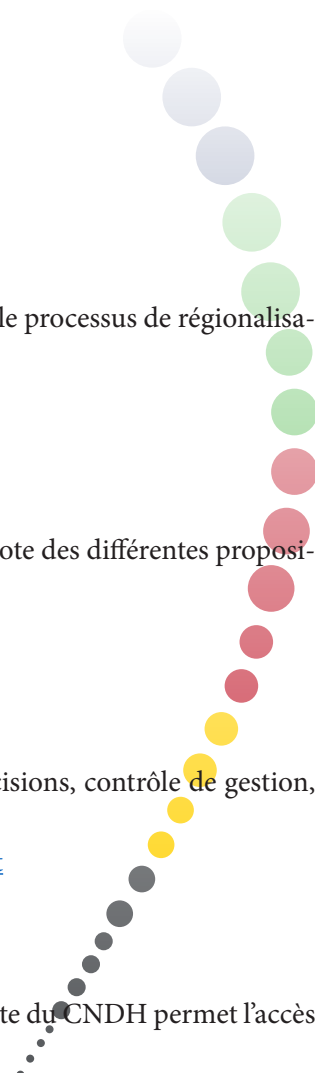 le processus de régionalisa-
ote des différentes proposi-
cisions, contrôle de gestion,
te du CNDH permet l'accès